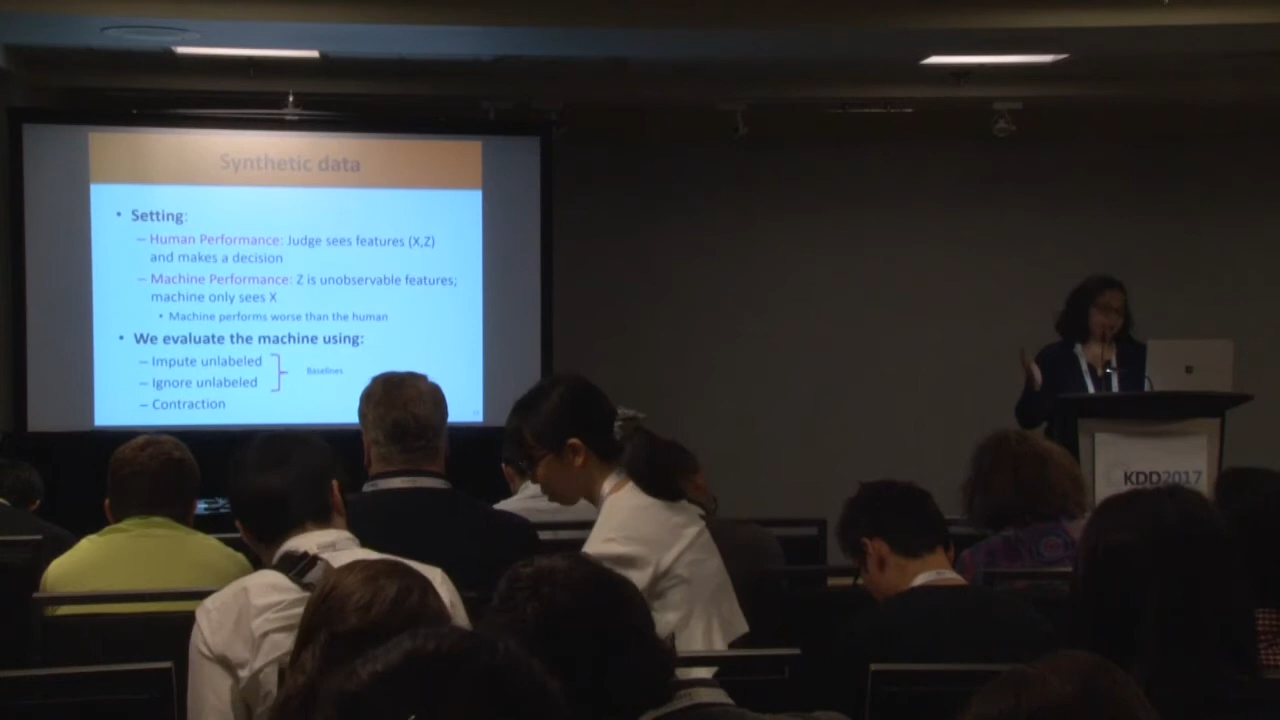 Synthetic data
• Setting:
– Human Performance: Judge sees features (X,Z)
and makes a decision
– Machine Performance: Z is unobservable features;
machine only sees X
• Machine performs worse than the human
• We evaluate the machine using:
– Impute unlabeled
– Ignore unlabeled
Baselines
– Contraction
KDD2017